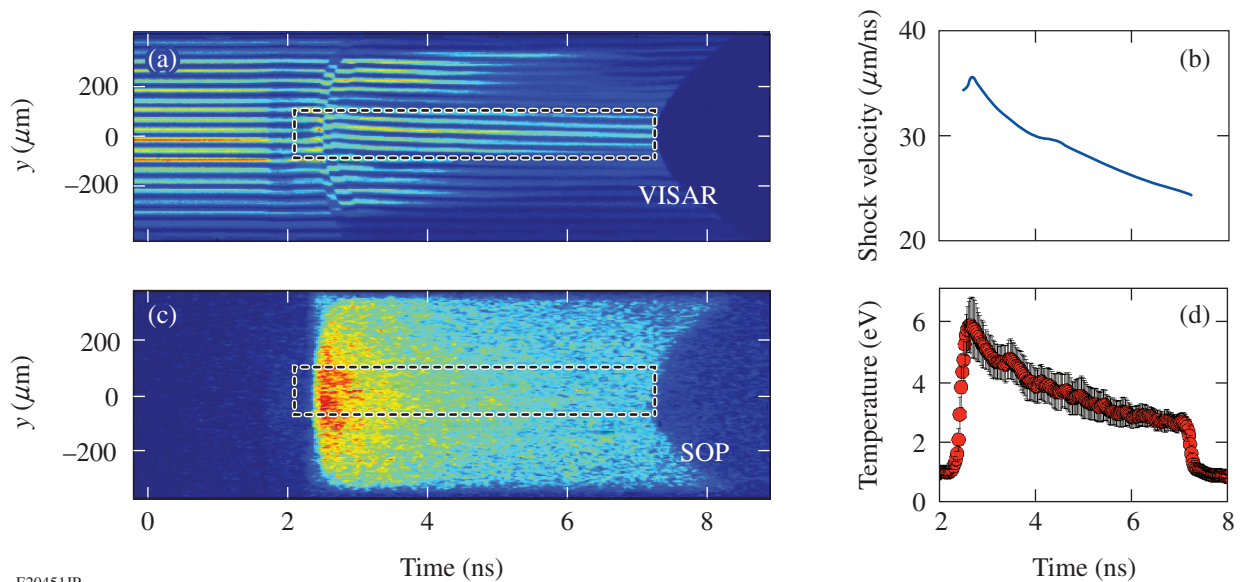 (a)
200
0
−200
y (μm)
VISAR
(b)
40
30
20
Shock velocity (μm/ns)
(c)
200
0
−200
y (μm)
SOP
0 2 4 6 8
Time (ns)
(d)
6
4
2
0
Temperature (eV)
2 4 6 8
Time (ns)